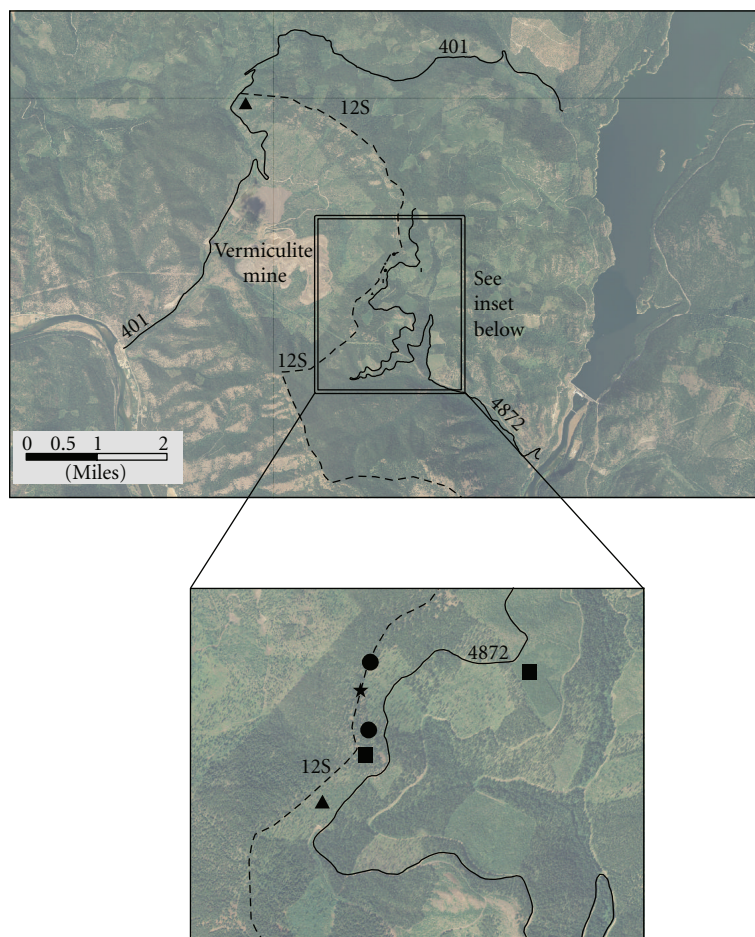 401
12S
Vermiculite
mine
See
inset
below
401
12S
4872
0 0.5 1 2
(Miles)
4872
12S